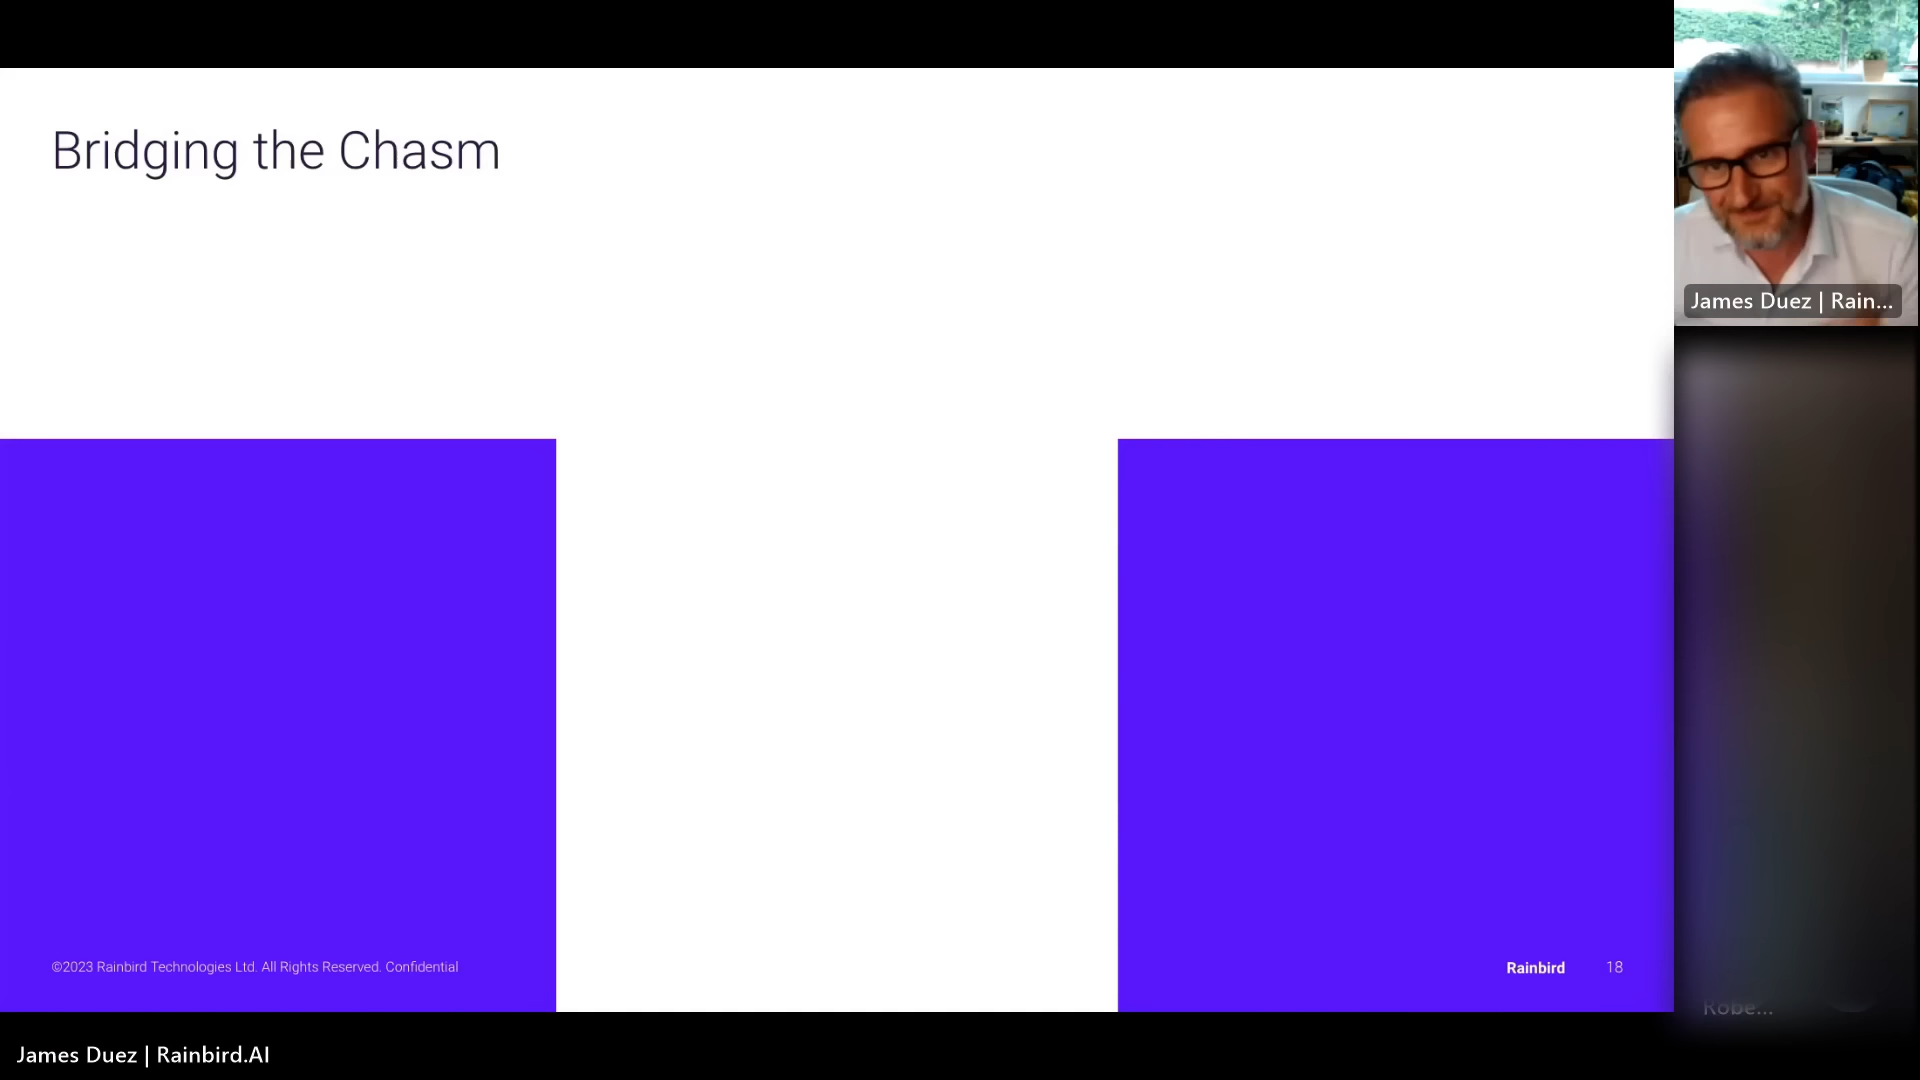 Bridging the Chasm
James Duez | Rain...
©2023 Rainbird Technologies Ltd. All Rights Reserved. Confidential
Rainbird 18
Robe...
James Duez | Rainbird.AI